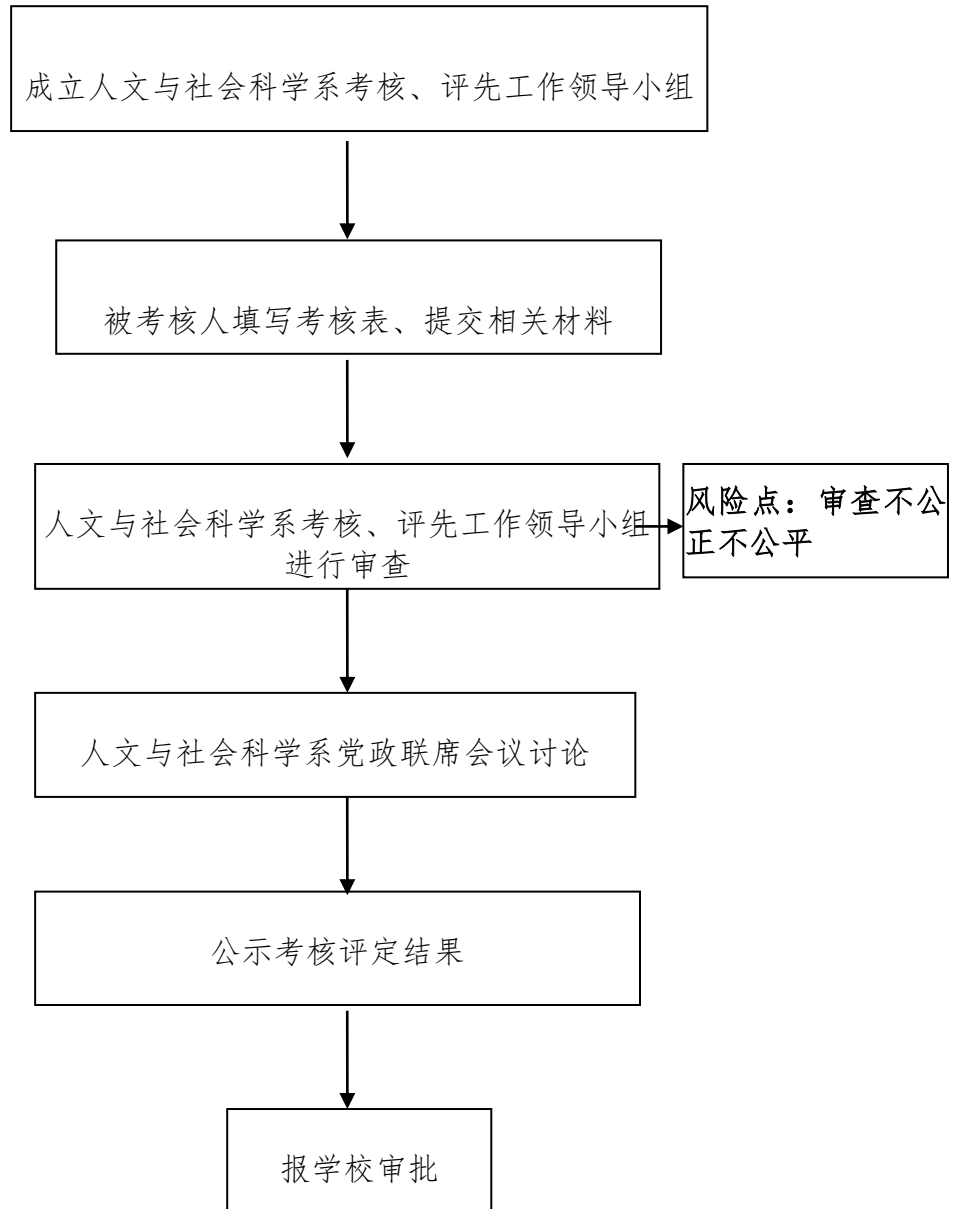 成立人文与社会科学系考核、评先工作领导小组
被考核人填写考核表、提交相关材料
人文与社会科学系考核、评先工作领导小组
进行审查
风险点：审查不公
正不公平
人文与社会科学系党政联席会议讨论
公示考核评定结果
报学校审批